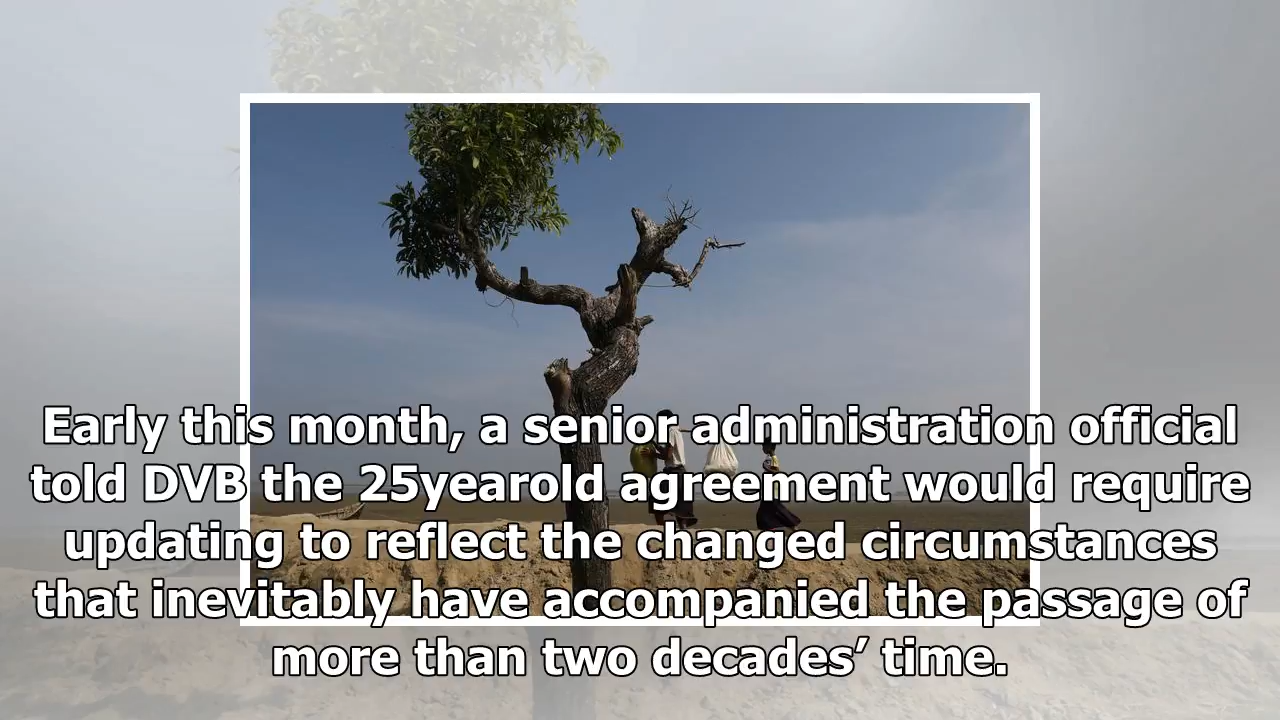 Early this month, a senior administration official
told DVB the 25yearold agreement would require
updating to reflect the changed circumstances
that inevitably have accompanied the passage of
more than two decades’ time.